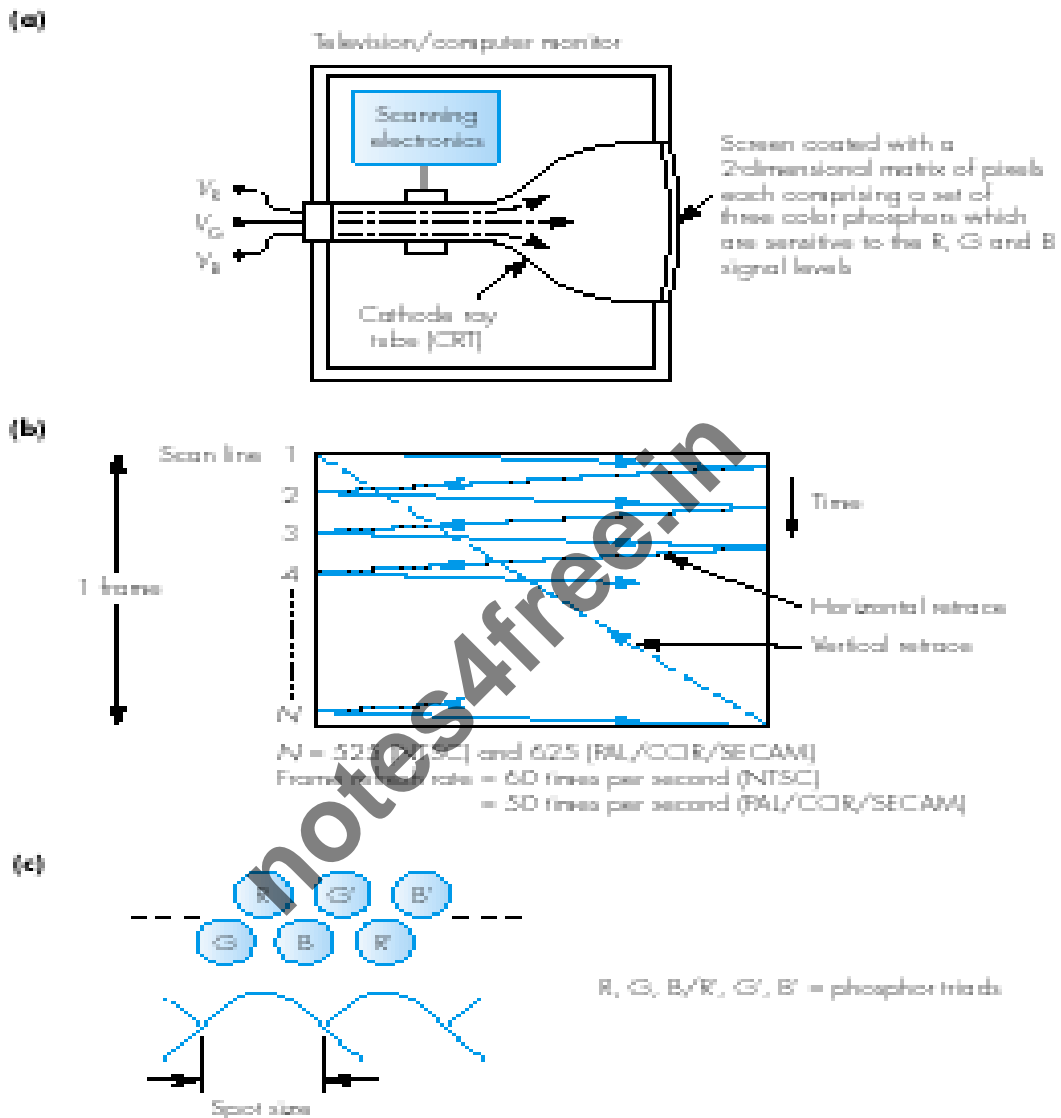 (a)
Television/computer monitor
Scanning
electronics
Screen coated with a
2-dimensional matrix of pixels
each comprising a set of
three color phosphors which
are sensitive to the R, G and B
signal levels
V_R
V_G
V_B
Cathode ray
tube (CRT)
(b)
Scan line 1
2
3
4
N
1 frame
Time
Horizontal retrace
Vertical retrace
N = 525 (NTSC) and 625 (PAL/CCIR/SECAM)
Frame refresh rate = 60 times per second (NTSC)
= 50 times per second (PAL/CCIR/SECAM)
notes4free.in
(c)
R G' B'
G B R'
R, G, B/R', G', B' = phosphor triads
Spot size